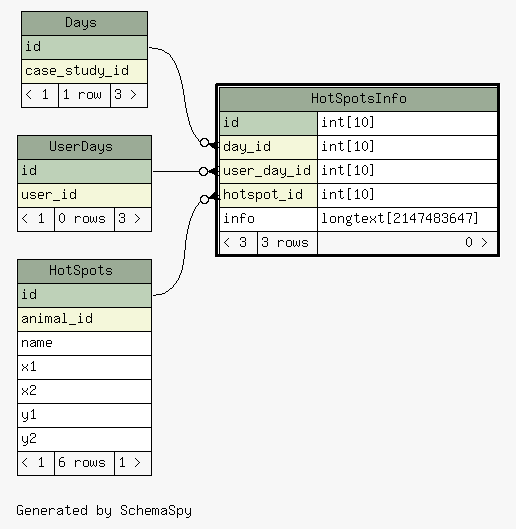 Days
id
case_study_id
< 1 1 row 3 >
UserDays
id
user_id
< 1 0 rows 3 >
HotSpots
id
animal_id
name
x1
x2
y1
y2
< 1 6 rows 1 >
HotSpotsInfo
id int[10]
day_id int[10]
user_day_id int[10]
hotspot_id int[10]
info longtext[2147483647]
< 3 3 rows 0 >
Generated by SchemaSpy